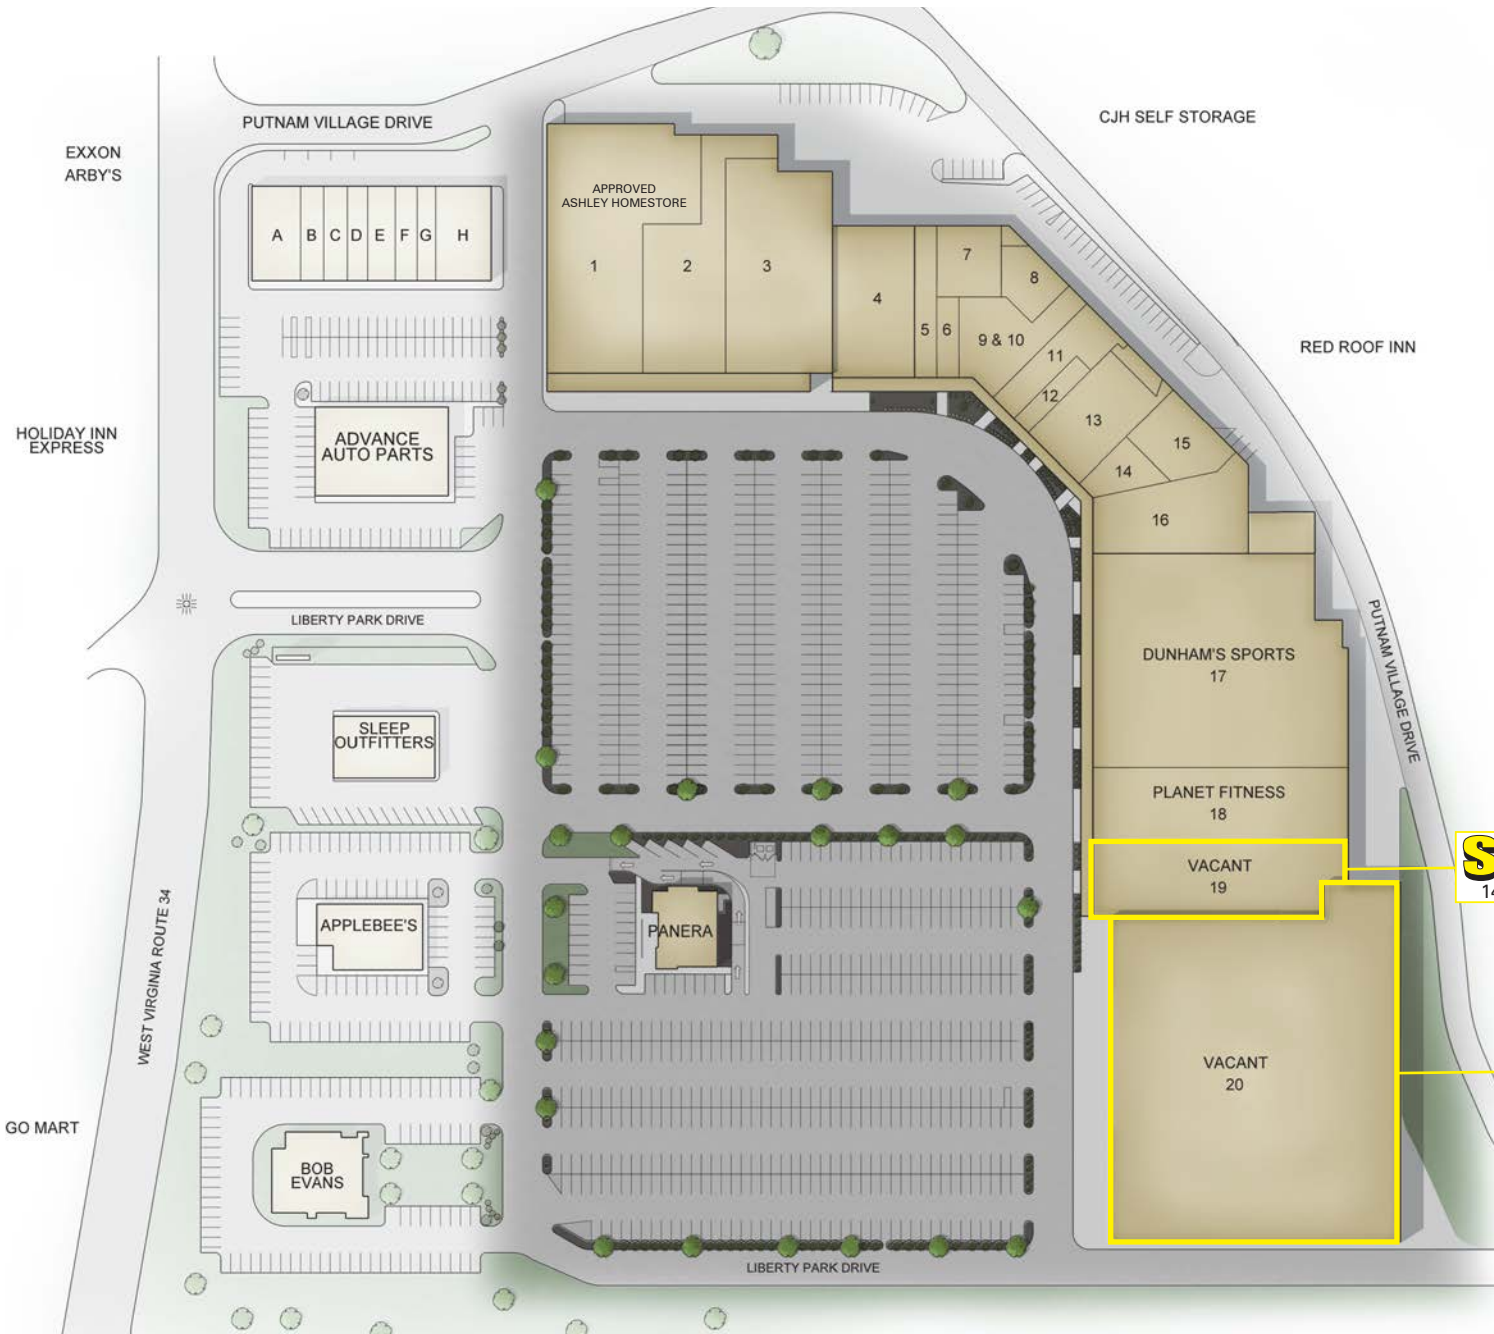 CJH SELF STORAGE
PUTNAM VILLAGE DRIVE
EXXON
ARBY'S
APPROVED
ASHLEY HOMESTORE
A B C D E F G H
1
2
3
4
5
6
7
8
9 & 10
11
12
13
14
15
16
RED ROOF INN
HOLIDAY INN
EXPRESS
ADVANCE
AUTO PARTS
LIBERTY PARK DRIVE
PUTNAM VILLAGE DRIVE
DUNHAM'S SPORTS
17
SLEEP
OUTFITTERS
PLANET FITNESS
18
VACANT
19
S
14
WEST VIRGINIA ROUTE 34
APPLEBEE'S
PANERA
VACANT
20
GO MART
BOB
EVANS
LIBERTY PARK DRIVE